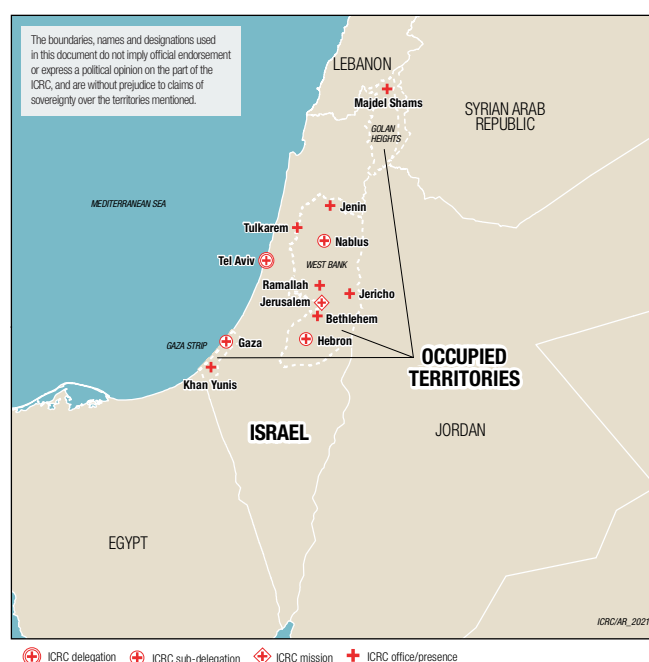 The boundaries, names and designations used
in this document do not imply official endorsement
or express a political opinion on the part of the
ICRC, and are without prejudice to claims of
sovereignty over the territories mentioned.
LEBANON
Majdel Shams
SYRIAN ARAB
REPUBLIC
GOLAN
HEIGHTS
MEDITERRANEAN SEA
Jenin
Tulkarem
Nablus
Tel Aviv
WEST BANK
Ramallah
Jericho
Jerusalem
Bethlehem
GAZA STRIP
Gaza
Hebron
OCCUPIED
TERRITORIES
Khan Yunis
ISRAEL
JORDAN
EGYPT
ICRC/AR_2021
ICRC delegation
ICRC sub-delegation
ICRC mission
ICRC office/presence